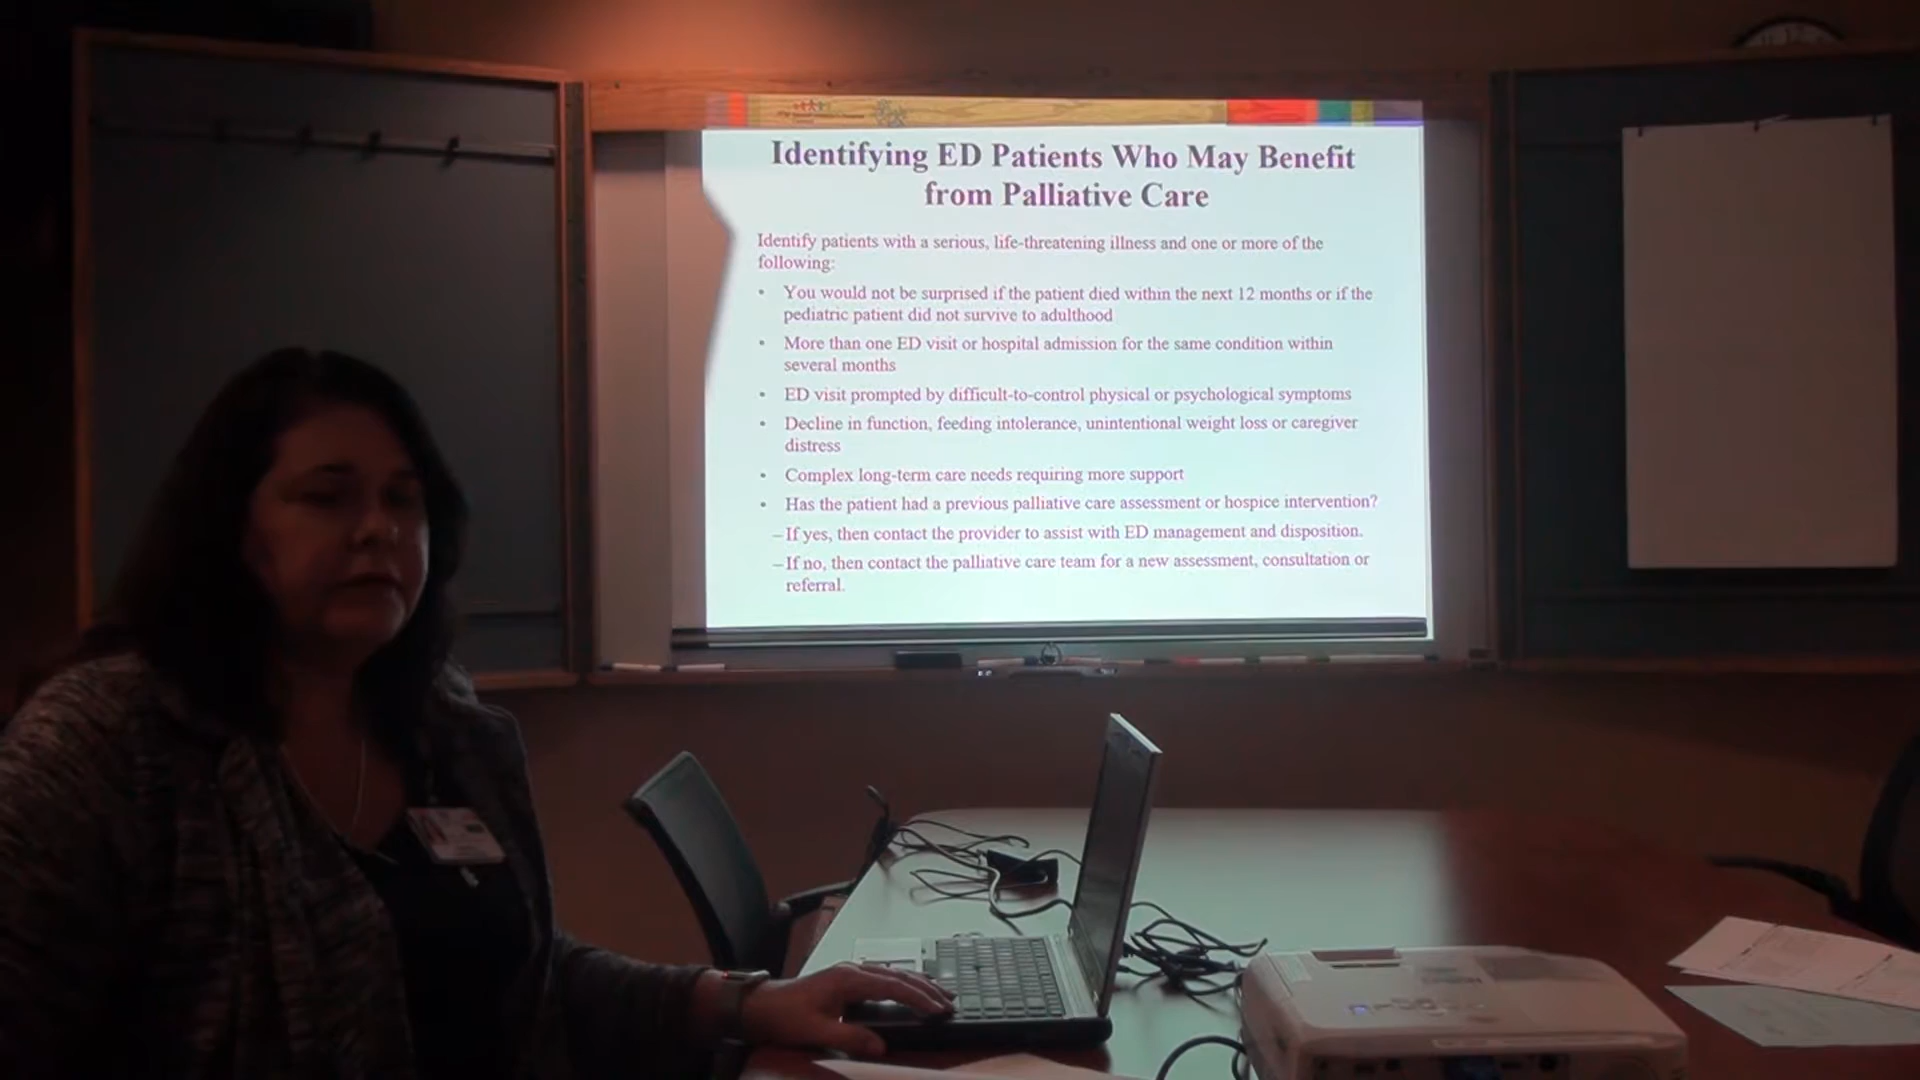 Identifying ED Patients Who May Benefit
from Palliative Care
Identify patients with a serious, life-threatening illness and one or more of the
following:
• You would not be surprised if the patient died within the next 12 months or if the
pediatric patient did not survive to adulthood
• More than one ED visit or hospital admission for the same condition within
several months
• ED visit prompted by difficult-to-control physical or psychological symptoms
• Decline in function, feeding intolerance, unintentional weight loss or caregiver
distress
• Complex long-term care needs requiring more support
• Has the patient had a previous palliative care assessment or hospice intervention?
–If yes, then contact the provider to assist with ED management and disposition.
–If no, then contact the palliative care team for a new assessment, consultation or
referral.